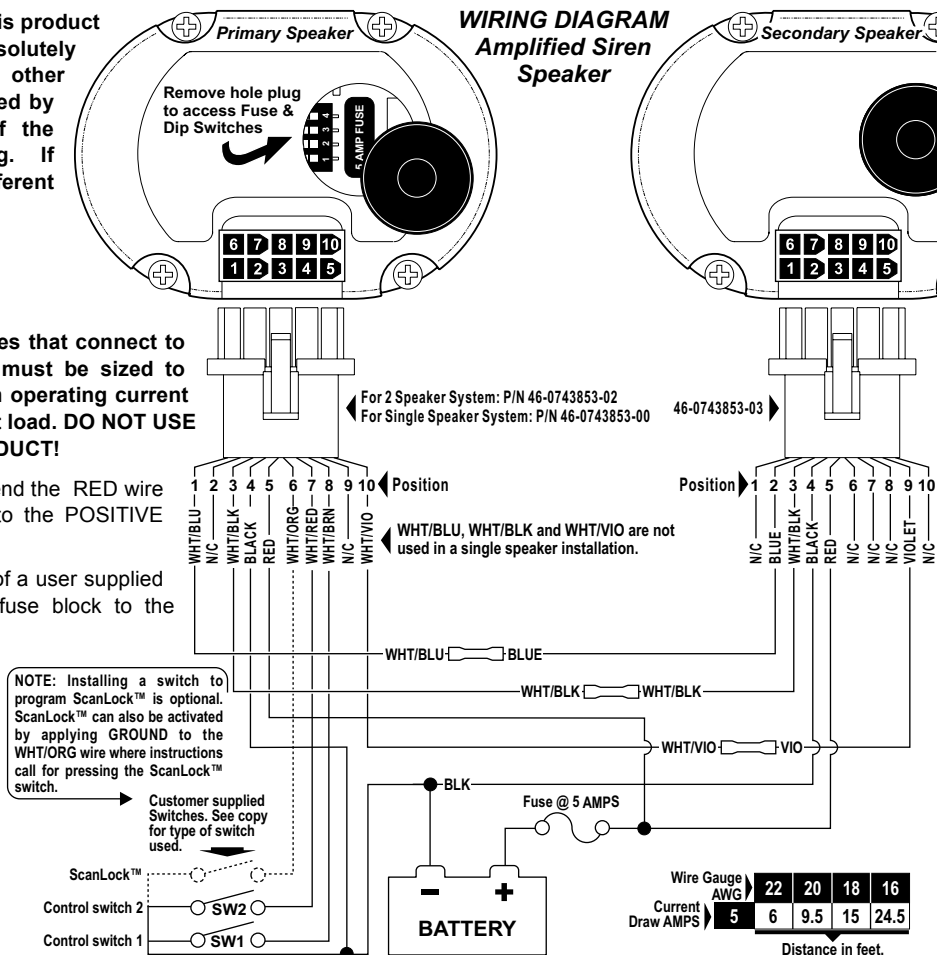 is product
solutely
other
ed by
f the
g. If
ferent
WIRING DIAGRAM
Amplified Siren
Speaker
Primary Speaker
Remove hole plug
to access Fuse &
Dip Switches
1 2 3 4
5 AMP FUSE
6 7 8 9 10
1 2 3 4 5
Secondary Speaker
6 7 8 9 10
1 2 3 4 5
es that connect to
must be sized to
n operating current
t load. DO NOT USE
DUCT!
For 2 Speaker System: P/N 46-0743853-02
For Single Speaker System: P/N 46-0743853-00
46-0743853-03
end the RED wire
to the POSITIVE
of a user supplied
fuse block to the
1 2 3 4 5 6 7 8 9 10 Position
WHT/BLU
N/C
WHT/BLK
BLACK
RED
WHT/ORG
WHT/RED
WHT/BRN
N/C
WHT/VIO
WHT/BLU, WHT/BLK and WHT/VIO are not
used in a single speaker installation.
Position 1 2 3 4 5 6 7 8 9 10
N/C
BLUE
WHT/BLK
BLACK
RED
N/C
N/C
N/C
VIOLET
N/C
WHT/BLU BLUE
WHT/BLK WHT/BLK
WHT/VIO VIO
NOTE: Installing a switch to
program ScanLock™ is optional.
ScanLock™ can also be activated
by applying GROUND to the
WHT/ORG wire where instructions
call for pressing the ScanLock™
switch.
Customer supplied
Switches. See copy
for type of switch
used.
ScanLock™
Control switch 2 SW2
Control switch 1 SW1
BLK
Fuse @ 5 AMPS
- +
BATTERY
Wire Gauge
AWG 22 20 18 16
Current
Draw AMPS 5 6 9.5 15 24.5
Distance in feet.